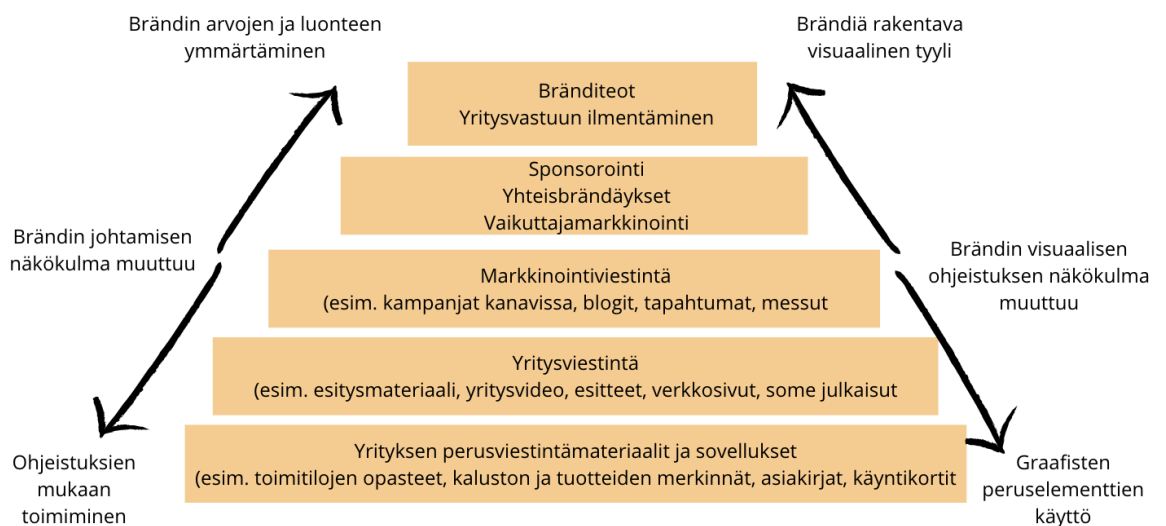 Brändin arvojen ja luonteen
ymmärtäminen
Brändiä rakentava
visuaalinen tyyli
Bränditeot
Yritysvastuun ilmentäminen
Sponsorointi
Yhteisbrändäykset
Vaikuttajamarkkinointi
Brändin johtamisen
näkökulma muuttuu
Markkinointiviestintä
(esim. kampanjat kanavissa, blogit, tapahtumat, messut
Brändin visuaalisen
ohjeistuksen näkökulma
muuttuu
Yritysviestintä
(esim. esitysmateriaali, yritysvideo, esitteet, verkkosivut, some julkaisut
Yrityksen perusviestintämateriaalit ja sovellukset
(esim. toimitilojen opasteet, kaluston ja tuotteiden merkinnät, asiakirjat, käyntikortit
Ohjeistuksien
mukaan
toimiminen
Graafisten
peruselementtien
käyttö